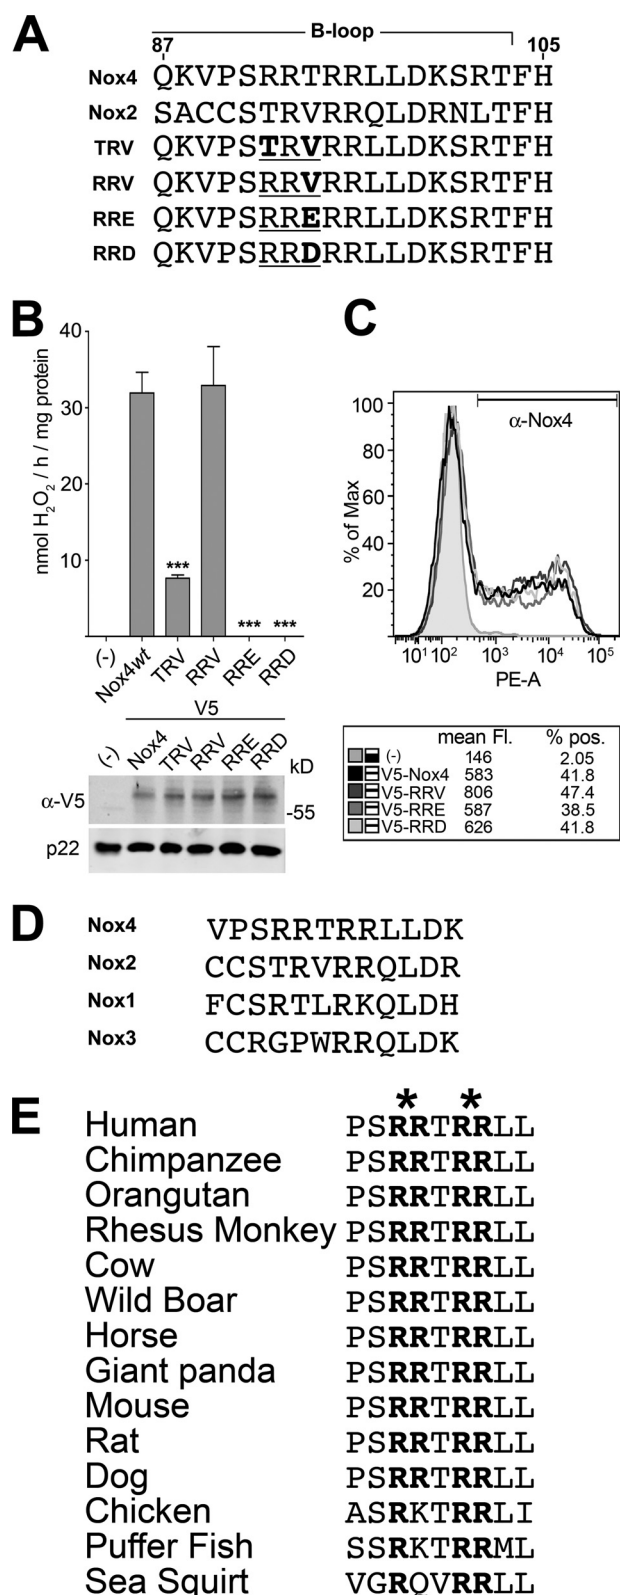 A
B-loop
87 105
Nox4 QKVPSRRTRRLLDKSRTFH
Nox2 SACCSTRVRRQLDRNLTFH
TRV QKVPSTRVRRLLDKSRTFH
RRV QKVPSRRVRRLLDKSRTFH
RRE QKVPSRRERRLLDKSRTFH
RRD QKVPSRRDRRLLDKSRTFH
B
nmol H2O2 / h / mg protein
40
30
20
10
***
*** ***
(-) Nox4wt TRV RRV RRE RRD
V5
(-) Nox4 TRV RRV RRE RRD
kD
α-V5
-55
p22
C
α-Nox4
% of Max
100
80
60
40
20
10¹ 10² 10³ 10⁴ 10⁵
PE-A
mean Fl. % pos.
(-) 146 2.05
V5-Nox4 583 41.8
V5-RRV 806 47.4
V5-RRE 587 38.5
V5-RRD 626 41.8
D
Nox4 VPSRRTRRLLDK
Nox2 CCSTRVRRQLDR
Nox1 FCSRTLRKQLDH
Nox3 CCRGPWRRQLDK
E
* *
Human PSRRTRRLL
Chimpanzee PSRRTRRLL
Orangutan PSRRTRRLL
Rhesus Monkey PSRRTRRLL
Cow PSRRTRRLL
Wild Boar PSRRTRRLL
Horse PSRRTRRLL
Giant panda PSRRTRRLL
Mouse PSRRTRRLL
Rat PSRRTRRLL
Dog PSRRTRRLL
Chicken ASRKTRRLI
Puffer Fish SSRKTRRML
Sea Squirt VGRQVRRLL